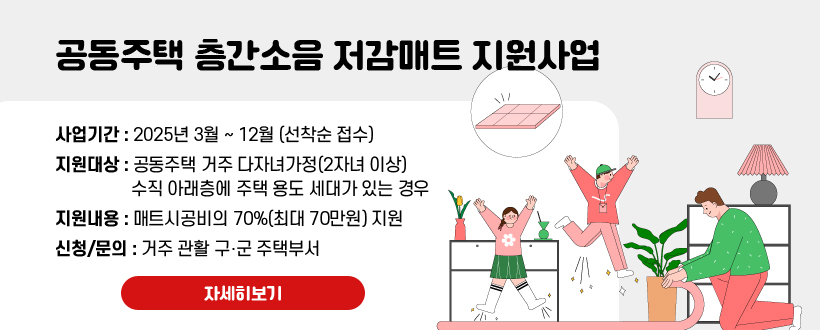 공동주택 층간소음 저감매트 지원사업
사업기간 : 2025년 3월 ~ 12월 (선착순 접수)
지원대상 : 공동주택 거주 다자녀가정(2자녀 이상)
수직 아래층에 주택 용도 세대가 있는 경우
지원내용 : 매트시공비의 70%(최대 70만원) 지원
신청/문의 : 거주 관활 구·군 주택부서
자세히보기